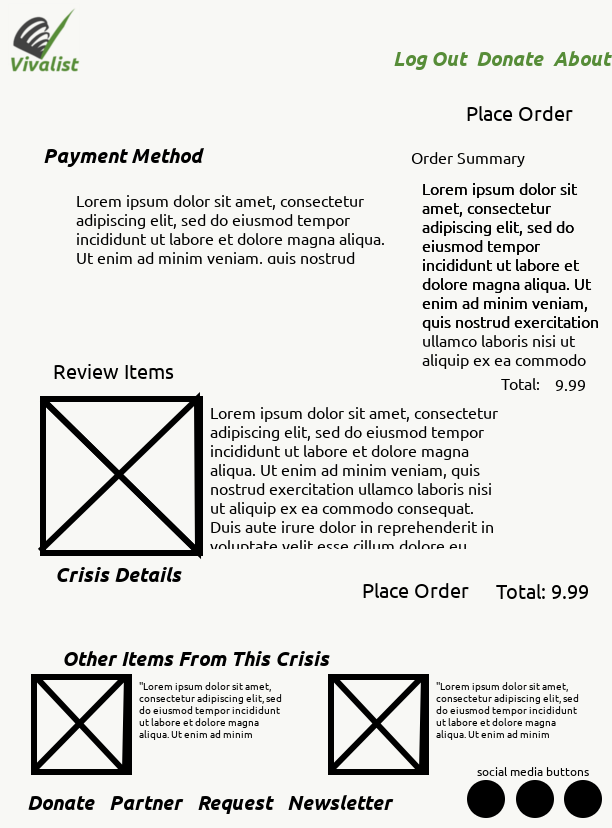 Vivalist
Log Out Donate About
Place Order
Payment Method
Order Summary
Lorem ipsum dolor sit amet, consectetur
adipiscing elit, sed do eiusmod tempor
incididunt ut labore et dolore magna aliqua.
Ut enim ad minim veniam, quis nostrud
Lorem ipsum dolor sit
amet, consectetur
adipiscing elit, sed do
eiusmod tempor
incididunt ut labore et
dolore magna aliqua. Ut
enim ad minim veniam,
quis nostrud exercitation
ullamco laboris nisi ut
aliquip ex ea commodo
Total: 9.99
Review Items
Lorem ipsum dolor sit amet, consectetur
adipiscing elit, sed do eiusmod tempor
incididunt ut labore et dolore magna
aliqua. Ut enim ad minim veniam, quis
nostrud exercitation ullamco laboris nisi
ut aliquip ex ea commodo consequat.
Duis aute irure dolor in reprehenderit in
voluptate velit esse cillum dolore eu
Crisis Details
Place Order Total: 9.99
Other Items From This Crisis
"Lorem ipsum dolor sit amet,
consectetur adipiscing elit, sed
do eiusmod tempor incididunt
ut labore et dolore magna
aliqua. Ut enim ad minim
"Lorem ipsum dolor sit amet,
consectetur adipiscing elit, sed
do eiusmod tempor incididunt
ut labore et dolore magna
aliqua. Ut enim ad minim
social media buttons
Donate Partner Request Newsletter